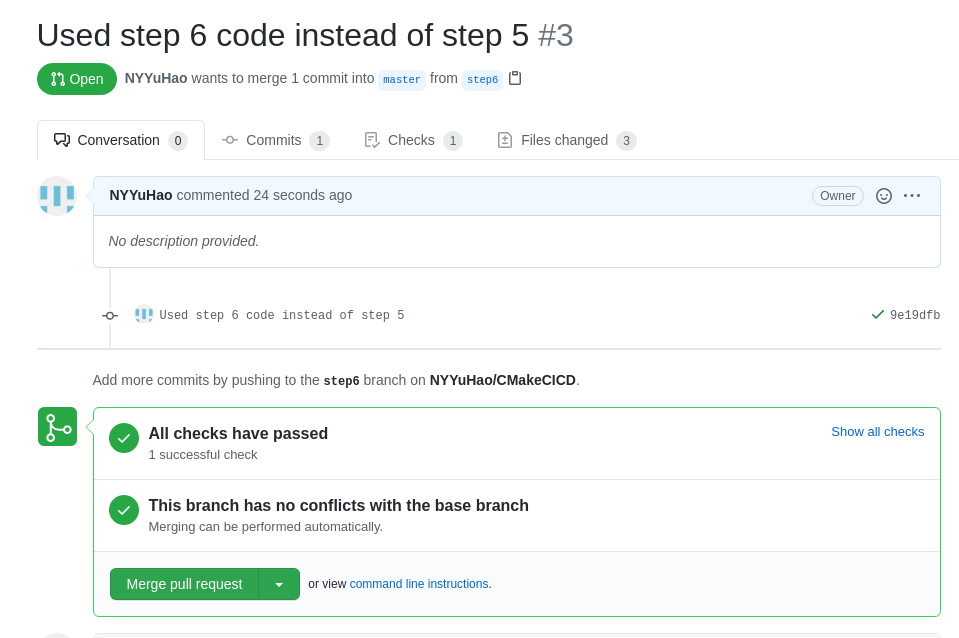 Used step 6 code instead of step 5 #3
Open NYYuHao wants to merge 1 commit into master from step6
Conversation 0 Commits 1 Checks 1 Files changed 3
NYYuHao commented 24 seconds ago Owner
No description provided.
Used step 6 code instead of step 5 9e19dfb
Add more commits by pushing to the step6 branch on NYYuHao/CMakeCICD.
All checks have passed Show all checks
1 successful check
This branch has no conflicts with the base branch
Merging can be performed automatically.
Merge pull request or view command line instructions.